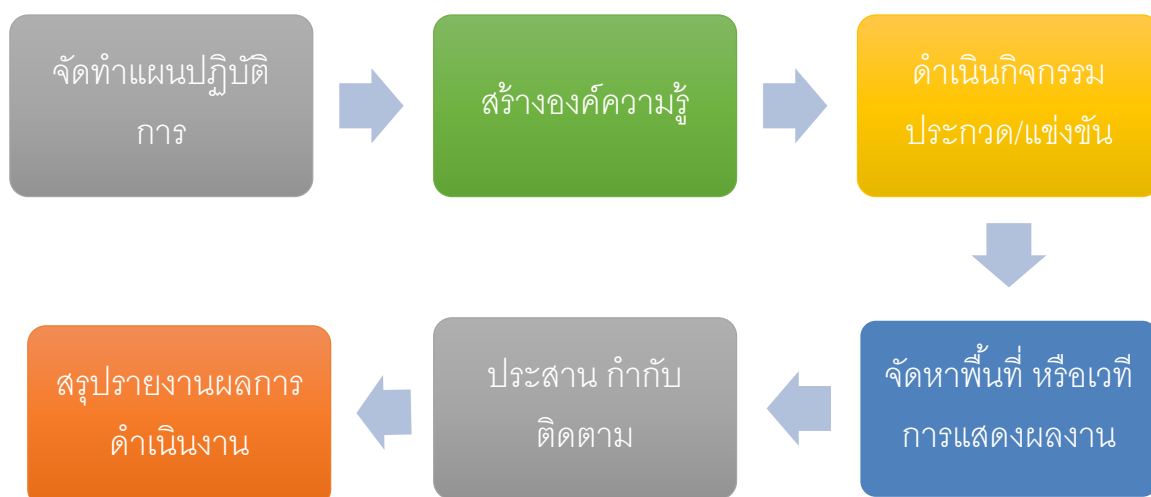 จัดทำแผนปฏิบัติ
การ
สร้างองค์ความรู้
ดำเนินกิจกรรม
ประกวด/แข่งขัน
จัดหาพื้นที่ หรือเวที
การแสดงผลงาน
ประสาน กำกับ
ติดตาม
สรุปรายงานผลการ
ดำเนินงาน